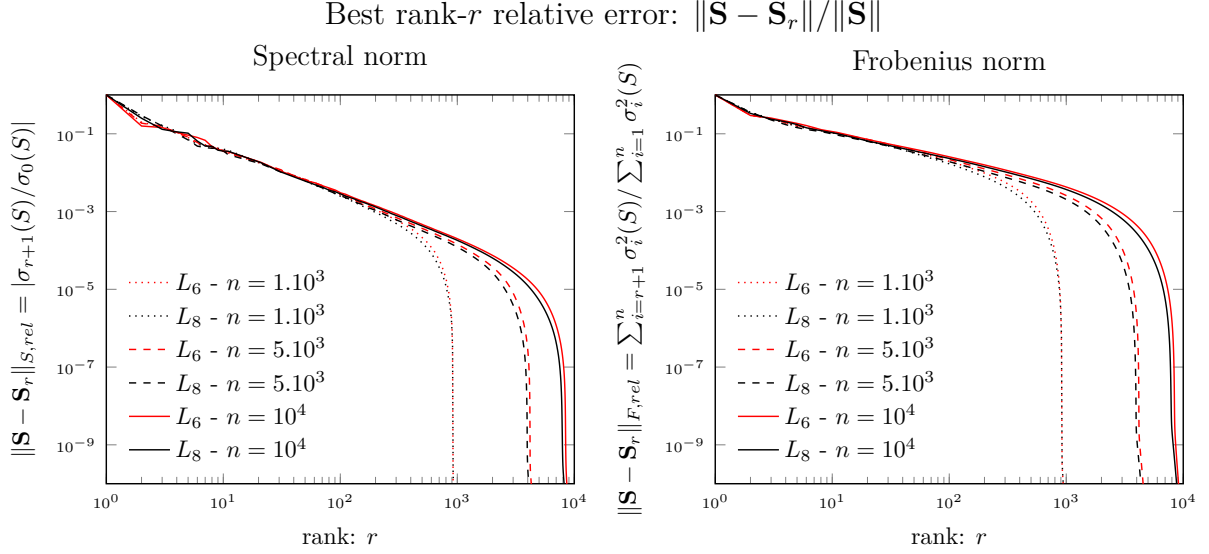 Best rank-r relative error: ‖S − S_r‖/‖S‖
Spectral norm
‖S − S_r‖_{S,rel} = |σ_{r+1}(S)/σ_0(S)|
10^{-1}
10^{-3}
10^{-5}
10^{-7}
10^{-9}
L_6 - n = 1.10^3
L_8 - n = 1.10^3
L_6 - n = 5.10^3
L_8 - n = 5.10^3
L_6 - n = 10^4
L_8 - n = 10^4
10^0 10^1 10^2 10^3 10^4
rank: r
Frobenius norm
‖S − S_r‖_{F,rel} = ∑_{i=r+1}^n σ_i^2(S)/ ∑_{i=1}^n σ_i^2(S)
10^{-1}
10^{-3}
10^{-5}
10^{-7}
10^{-9}
L_6 - n = 1.10^3
L_8 - n = 1.10^3
L_6 - n = 5.10^3
L_8 - n = 5.10^3
L_6 - n = 10^4
L_8 - n = 10^4
10^0 10^1 10^2 10^3 10^4
rank: r